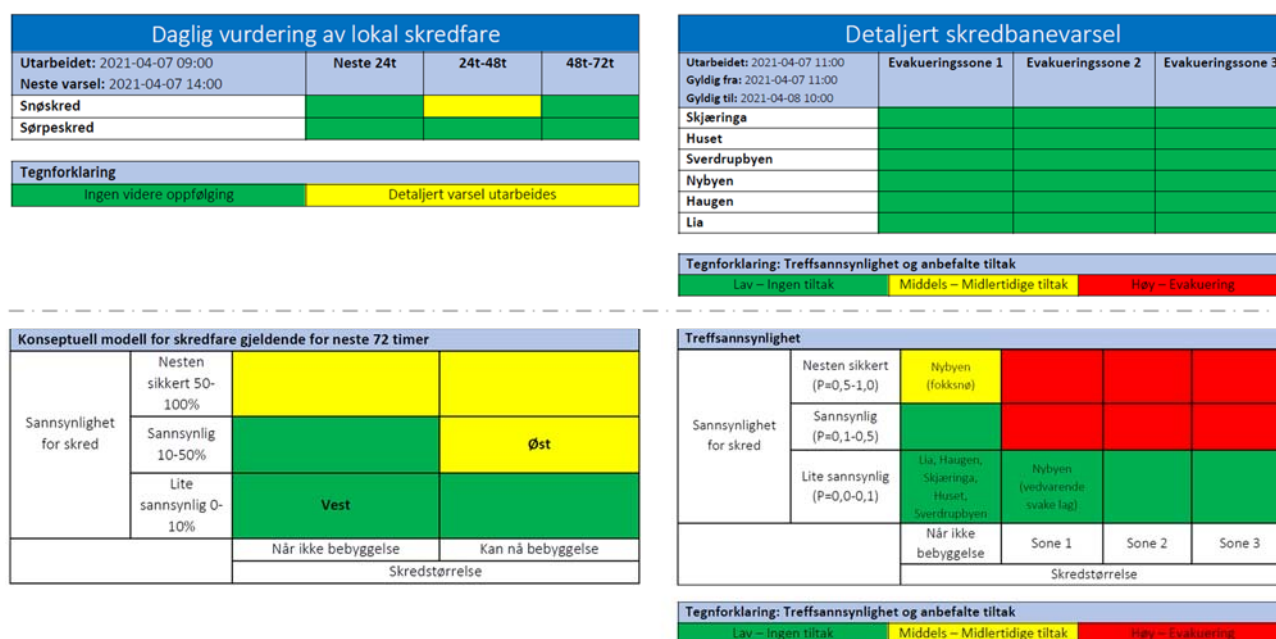 Daglig vurdering av lokal skredfare
Utarbeidet: 2021-04-07 09:00
Neste varsel: 2021-04-07 14:00
Neste 24t
24t-48t
48t-72t
Snøskred
Sørpeskred
Tegnforklaring
Ingen videre oppfølging
Detaljert varsel utarbeides
Detaljert skredbanevarsel
Utarbeidet: 2021-04-07 11:00
Gyldig fra: 2021-04-07 11:00
Gyldig til: 2021-04-08 10:00
Evakueringssone 1
Evakueringssone 2
Evakueringssone 3
Skjæringa
Huset
Sverdrupbyen
Nybyen
Haugen
Lia
Tegnforklaring: Treffsannsynlighet og anbefalte tiltak
Lav – Ingen tiltak
Middels – Midlertidige tiltak
Høy – Evakuering
Konseptuell modell for skredfare gjeldende for neste 72 timer
Sannsynlighet
for skred
Nesten
sikkert 50-
100%
Sannsynlig
10-50%
Øst
Lite
sannsynlig 0-
10%
Vest
Når ikke bebyggelse
Kan nå bebyggelse
Skredstørrelse
Treffsannsynlighet
Sannsynlighet
for skred
Nesten sikkert
(P=0,5-1,0)
Nybyen
(fokksnø)
Sannsynlig
(P=0,1-0,5)
Lite sannsynlig
(P=0,0-0,1)
Lia, Haugen,
Skjæringa,
Huset,
Sverdrupbyen
Nybyen
(vedvarende
svake lag)
Når ikke
bebyggelse
Sone 1
Sone 2
Sone 3
Skredstørrelse
Tegnforklaring: Treffsannsynlighet og anbefalte tiltak
Lav – Ingen tiltak
Middels – Midlertidige tiltak
Høy – Evakuering